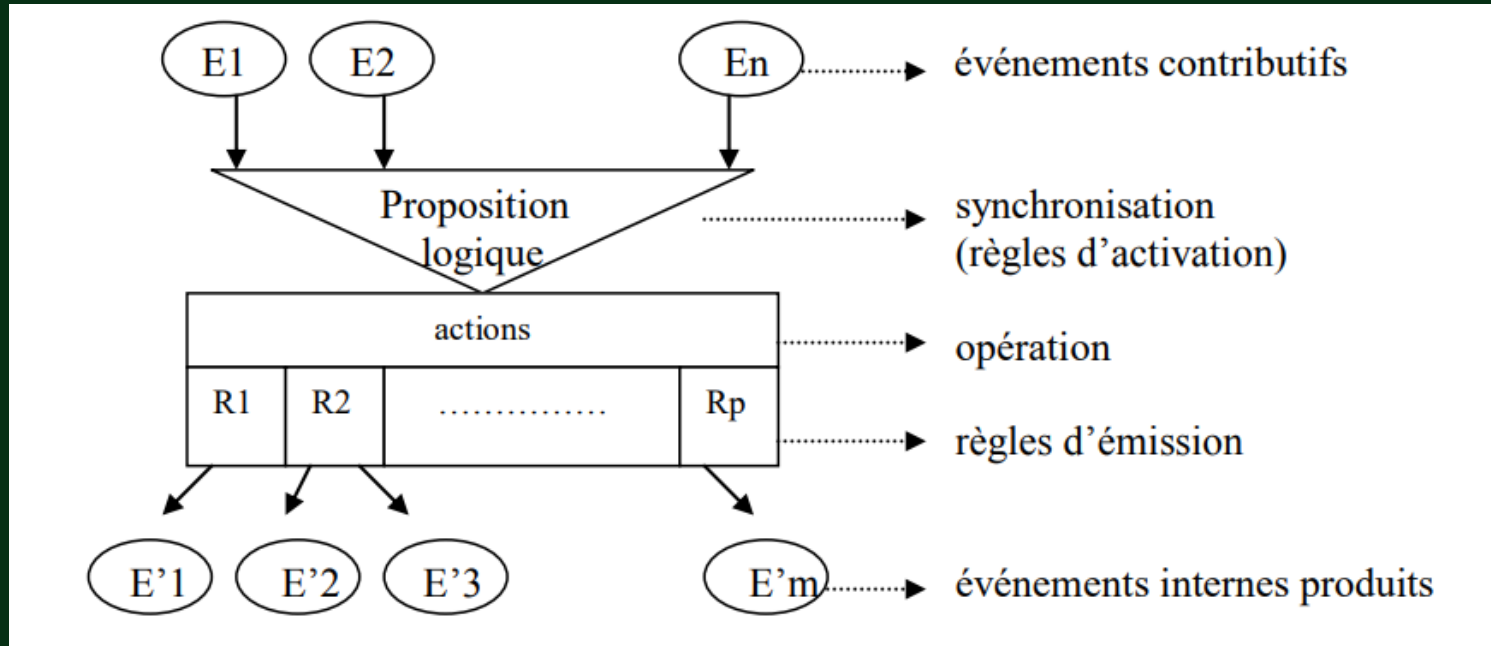 E1 E2 En événements contributifs
Proposition
logique
synchronisation
(règles d’activation)
actions
opération
R1 R2 …………… Rp
règles d’émission
E’1 E’2 E’3 E’m événements internes produits